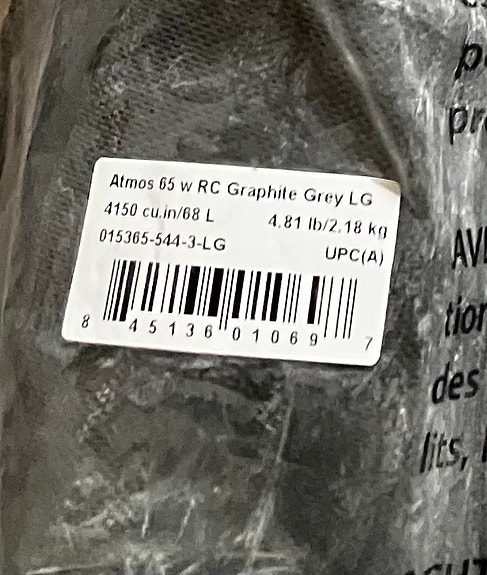 Atmos 65 w RC Graphite Grey LG
4150 cu.in/68 L 4.81 lb/2.18 kg
015365-544-3-LG UPC(A)
8 45136 01069 7
des
lits,